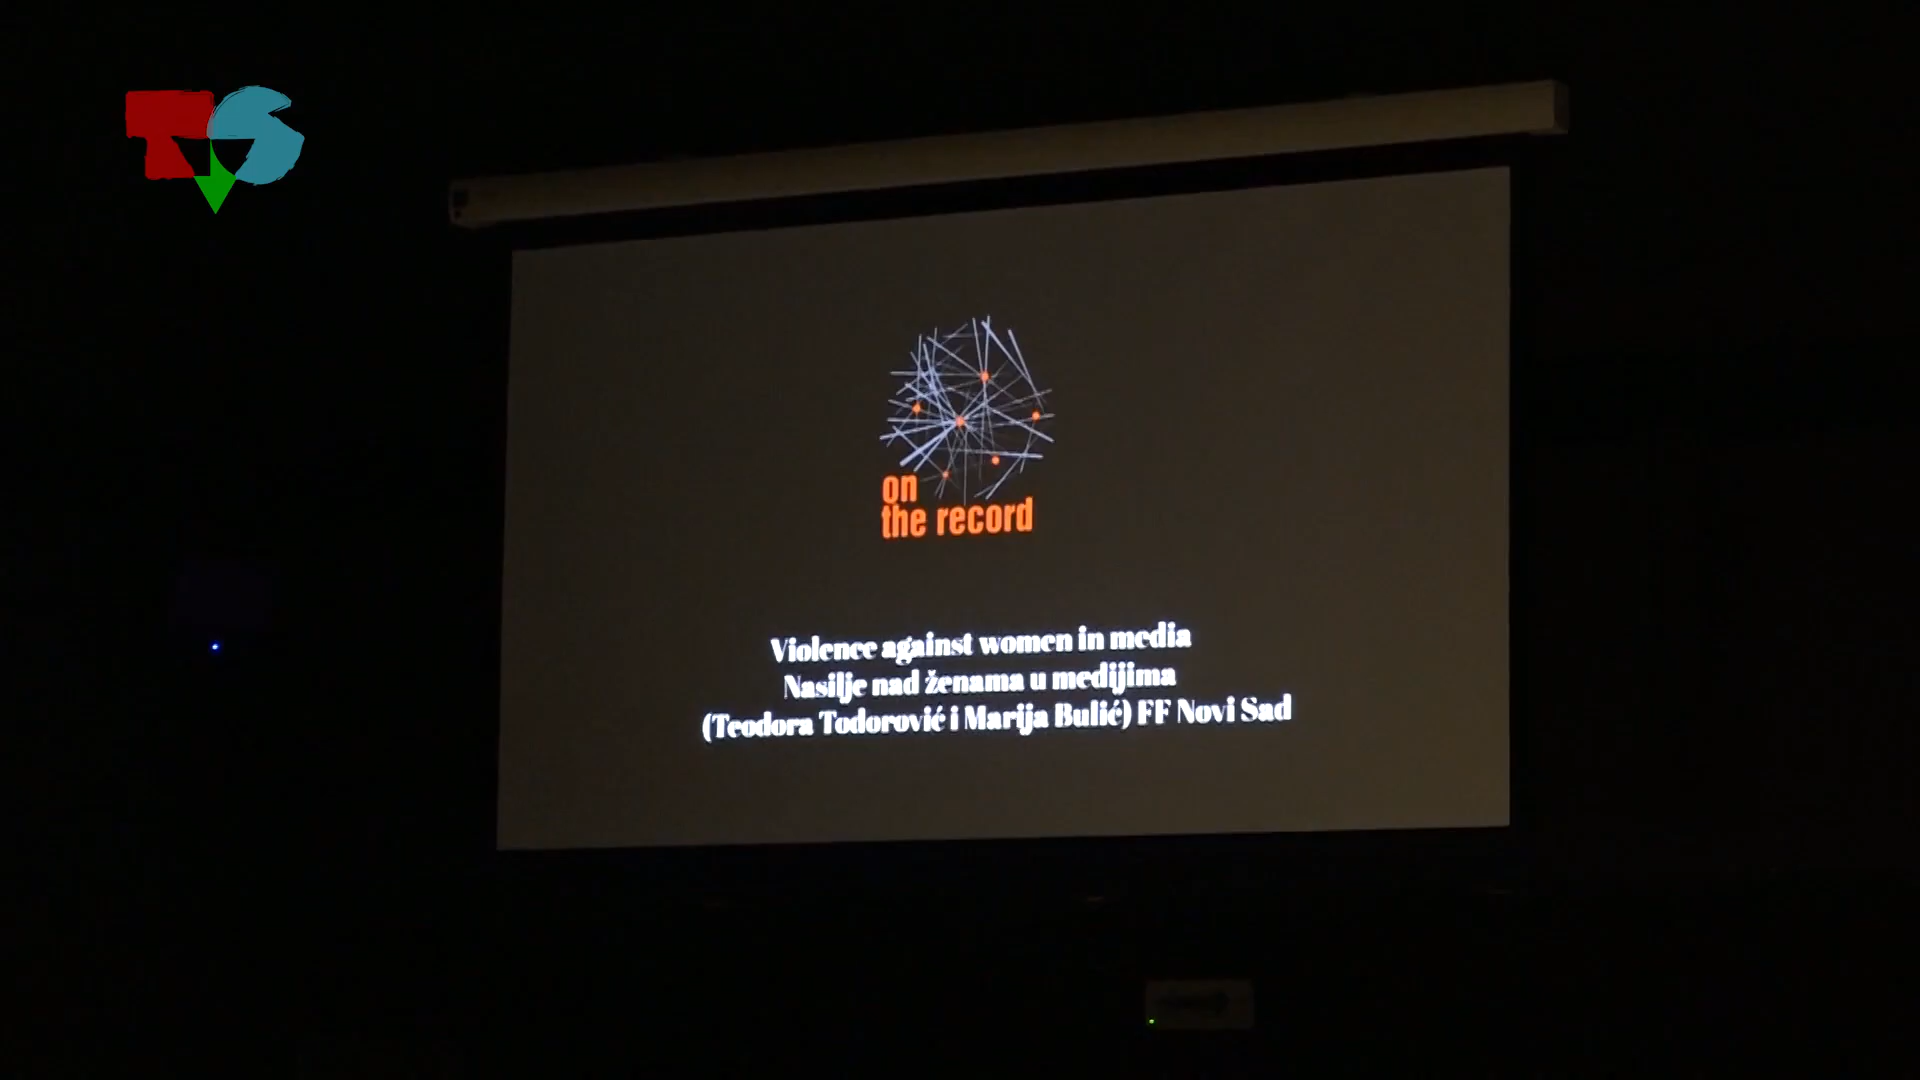 TVS
on
the record
Violence against women in media
Nasilje nad ženama u medijima
(Teodora Todorović i Marija Bulić) FF Novi Sad